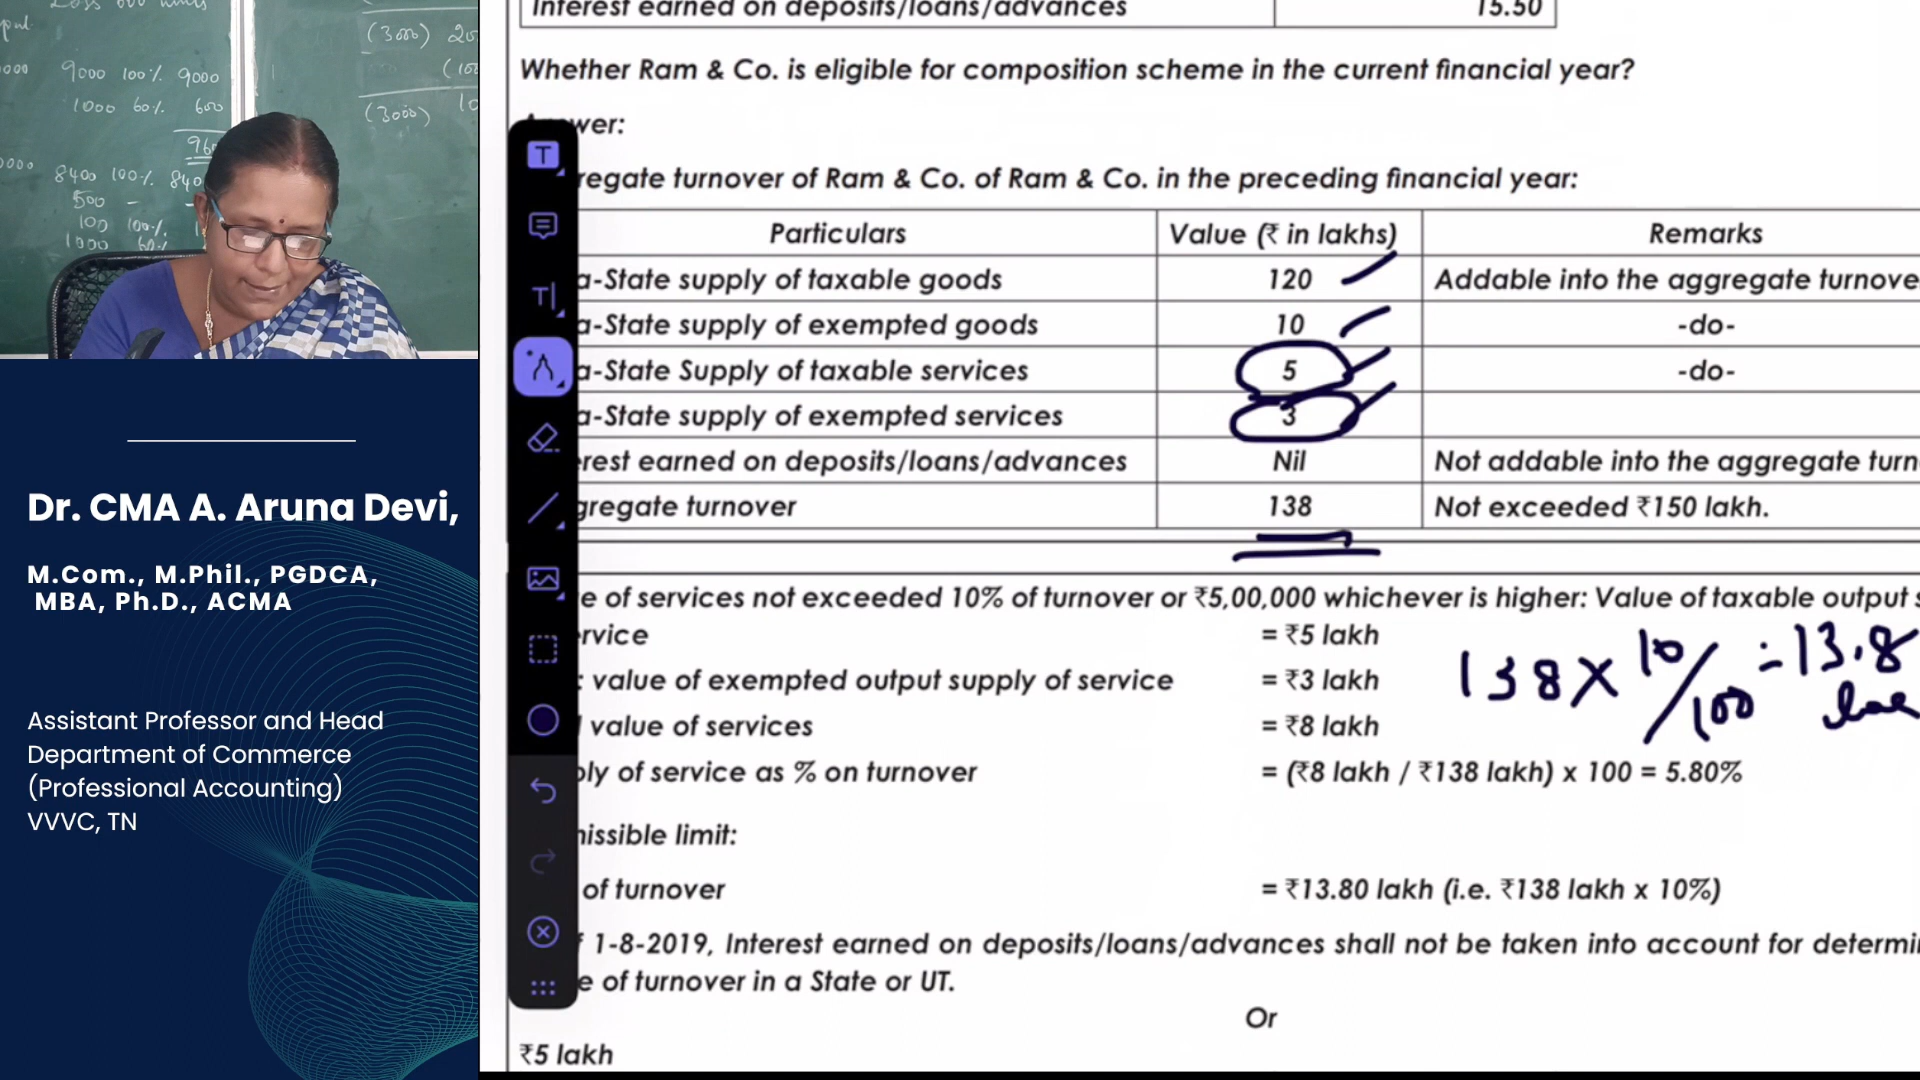 Interest earned on deposits/loans/advances 15.50
Whether Ram & Co. is eligible for composition scheme in the current financial year?
wer:
regate turnover of Ram & Co. of Ram & Co. in the preceding financial year:
Particulars Value (₹ in lakhs) Remarks
a-State supply of taxable goods 120 Addable into the aggregate turnove
a-State supply of exempted goods 10 -do-
a-State Supply of taxable services 5 -do-
a-State supply of exempted services 3
erest earned on deposits/loans/advances Nil Not addable into the aggregate turn
gregate turnover 138 Not exceeded ₹150 lakh.
e of services not exceeded 10% of turnover or ₹5,00,000 whichever is higher: Value of taxable output s
rvice = ₹5 lakh
: value of exempted output supply of service = ₹3 lakh
138 x 10/100 = 13.8
value of services = ₹8 lakh
ly of service as % on turnover = (₹8 lakh / ₹138 lakh) x 100 = 5.80%
nissible limit:
of turnover = ₹13.80 lakh (i.e. ₹138 lakh x 10%)
f 1-8-2019, Interest earned on deposits/loans/advances shall not be taken into account for determi
e of turnover in a State or UT.
Or
₹5 lakh
9000 100% 9000
1000 60% 600
8400 100% 840
500 -
100 100%
1000 60%
(3000)
(3000)
Dr. CMA A. Aruna Devi,
M.Com., M.Phil., PGDCA,
MBA, Ph.D., ACMA
Assistant Professor and Head
Department of Commerce
(Professional Accounting)
VVVC, TN